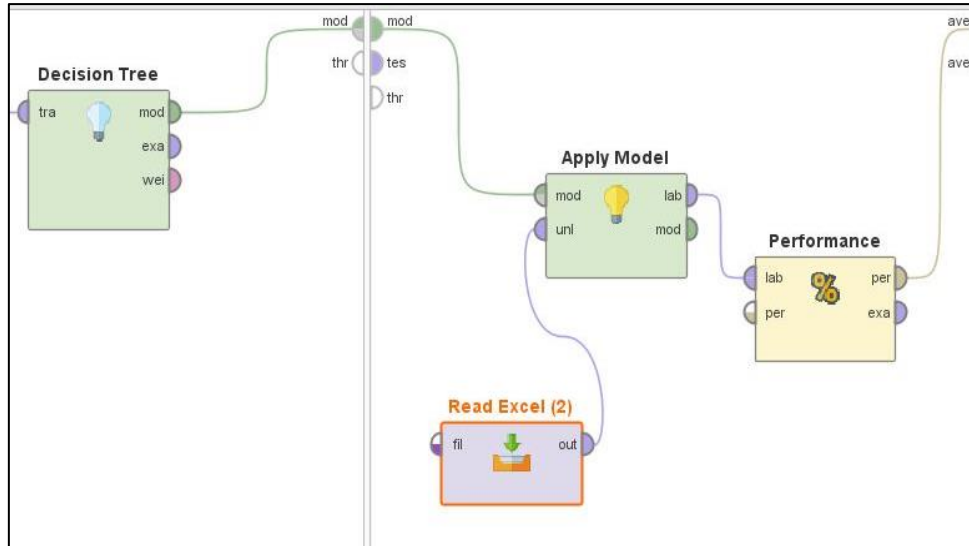 mod
mod
ave
thr
tes
ave
thr
Decision Tree
tra
mod
exa
wei
Apply Model
mod
lab
unl
mod
Performance
lab
per
per
exa
%
Read Excel (2)
fil
out